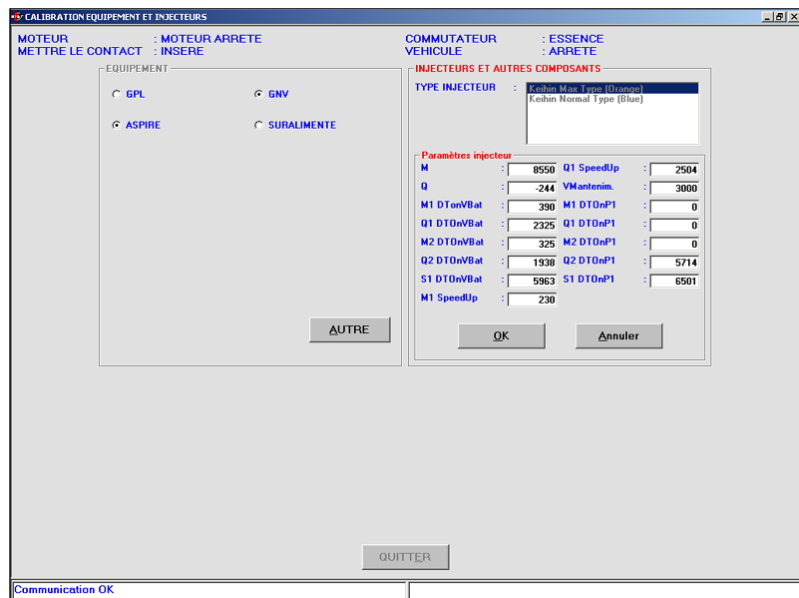 CALIBRATION EQUIPEMENT ET INJECTEURS
MOTEUR : MOTEUR ARRETE
METTRE LE CONTACT : INSERE
COMMUTATEUR : ESSENCE
VEHICULE : ARRETE
EQUIPEMENT
GPL GNV
ASPIRE SURALIMENTE
AUTRE
INJECTEURS ET AUTRES COMPOSANTS
TYPE INJECTEUR : Keihin Max Type (Orange)
Keihin Normal Type (Blue)
Paramètres injecteur
M : 8550 Q1 SpeedUp : 2504
Q : -244 VMantenim. : 3000
M1 DTonVBat : 390 M1 DTOnP1 : 0
Q1 DTOnVBat : 2325 Q1 DTOnP1 : 0
M2 DTOnVBat : 325 M2 DTOnP1 : 0
Q2 DTOnVBat : 1938 Q2 DTOnP1 : 5714
S1 DTOnVBat : 5963 S1 DTOnP1 : 6501
M1 SpeedUp : 230
OK Annuler
QUITTER
Communication OK